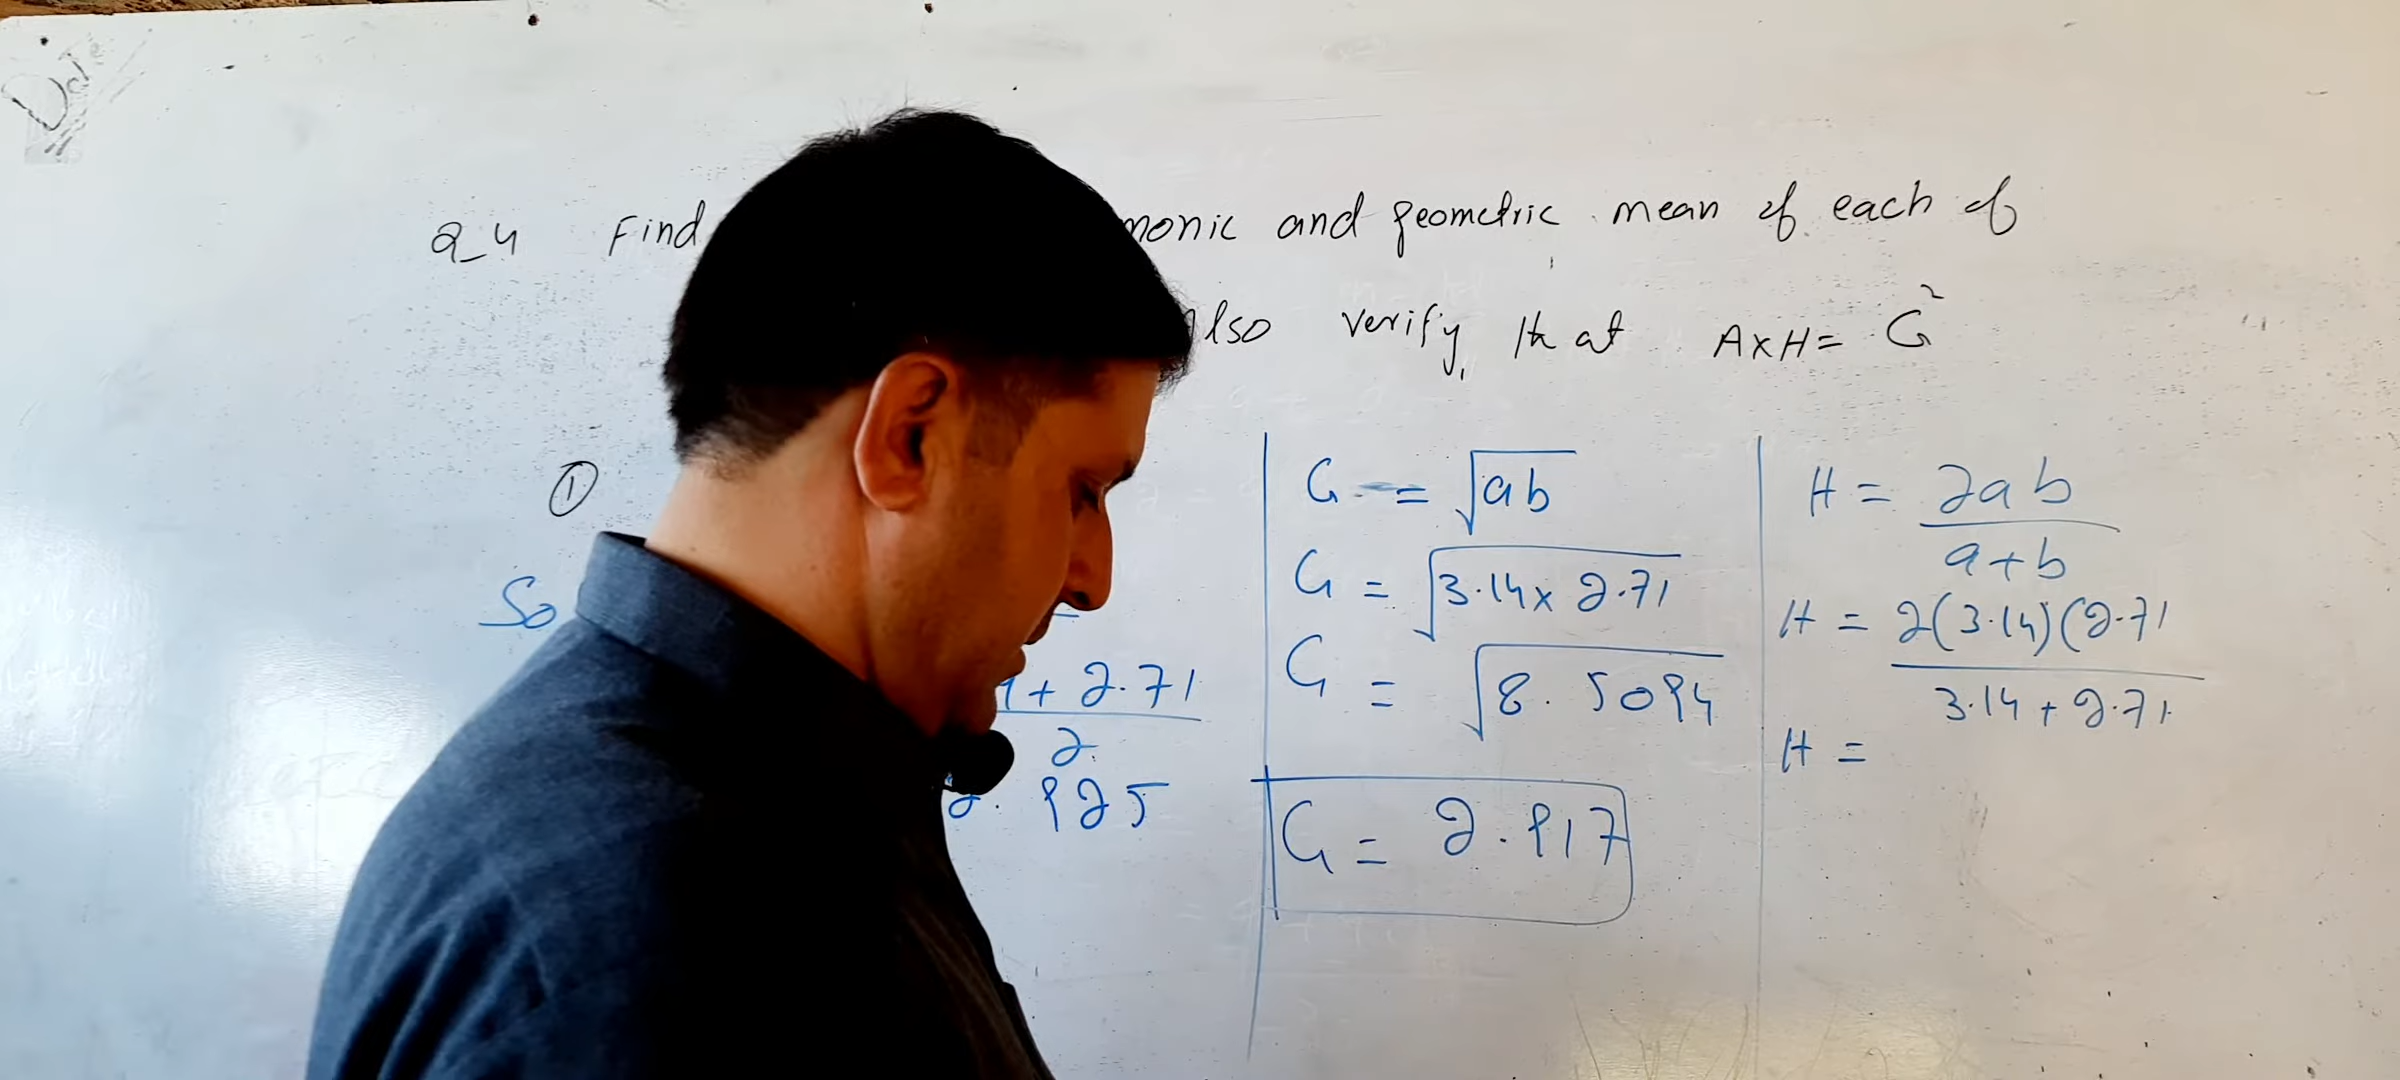 Date
Q_4 Find monic and geometric mean of each of
Also verify that A×H= G²
①
So
+ 2.71
2
2.925
G = √ab
G = √3.14× 2.71
G = √8.5094
G = 2.917
H = 2ab
a+b
H = 2(3.14)(2.71
3.14 + 2.71
H =